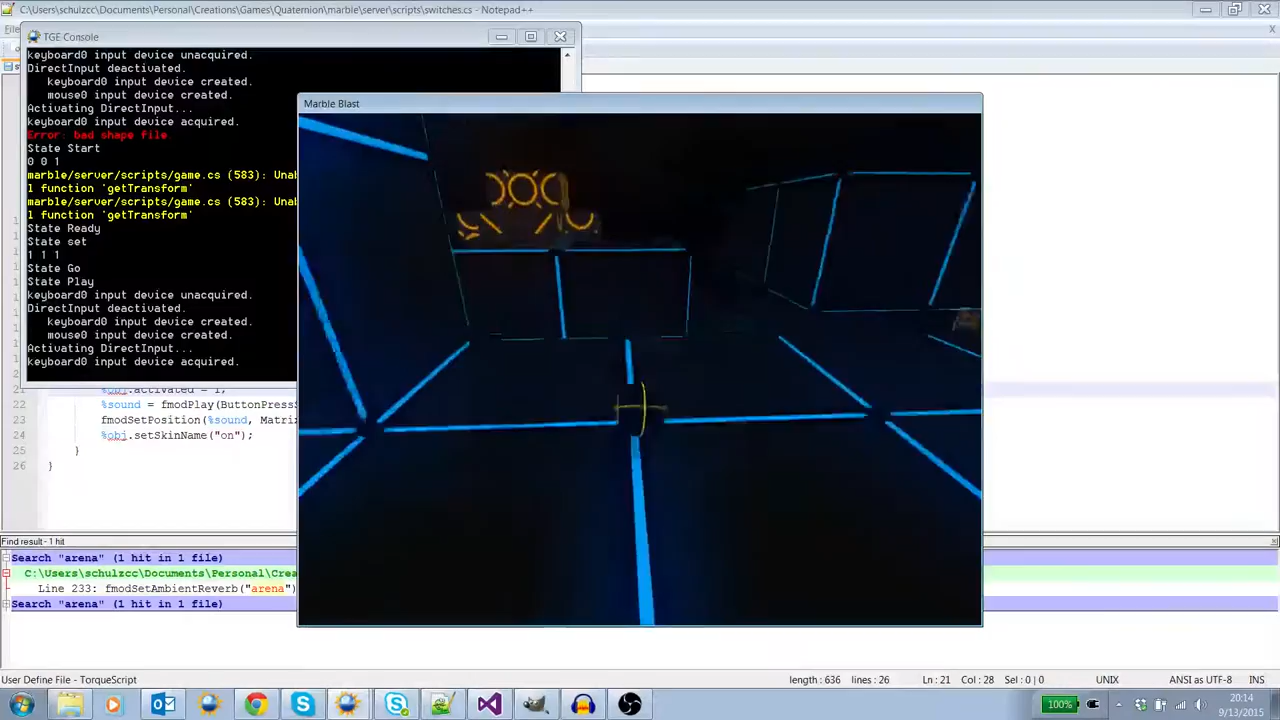 C:\Users\schulzcc\Documents\Personal\Creations\Games\Quaternion\marble\server\scripts\switches.cs - Notepad++
TGE Console
keyboard0 input device unacquired.
DirectInput deactivated.
keyboard0 input device created.
mouse0 input device created.
Activating DirectInput...
keyboard0 input device acquired.
Error: bad shape file
State Start
0 0 1
marble/server/scripts/game.cs (583): Unab
l function 'getTransform'
marble/server/scripts/game.cs (583): Unab
l function 'getTransform'
State Ready
State set
1 1 1
State Go
State Play
keyboard0 input device unacquired.
DirectInput deactivated.
keyboard0 input device created.
mouse0 input device created.
Activating DirectInput...
keyboard0 input device acquired.
Marble Blast
%obj.activated = 1;
22 %sound = fmodPlay(ButtonPressS
23 fmodSetPosition(%sound, Matri
24 %obj.setSkinName("on");
25 }
26 }
Find result - 1 hit
Search "arena" (1 hit in 1 file)
C:\Users\schulzcc\Documents\Personal\Crea
Line 233: fmodSetAmbientReverb("arena")
Search "arena" (1 hit in 1 file)
User Define File - TorqueScript
length : 636 lines : 26
Ln : 21 Col : 28 Sel : 0 | 0
UNIX
ANSI as UTF-8
INS
100%
20:14
9/13/2015